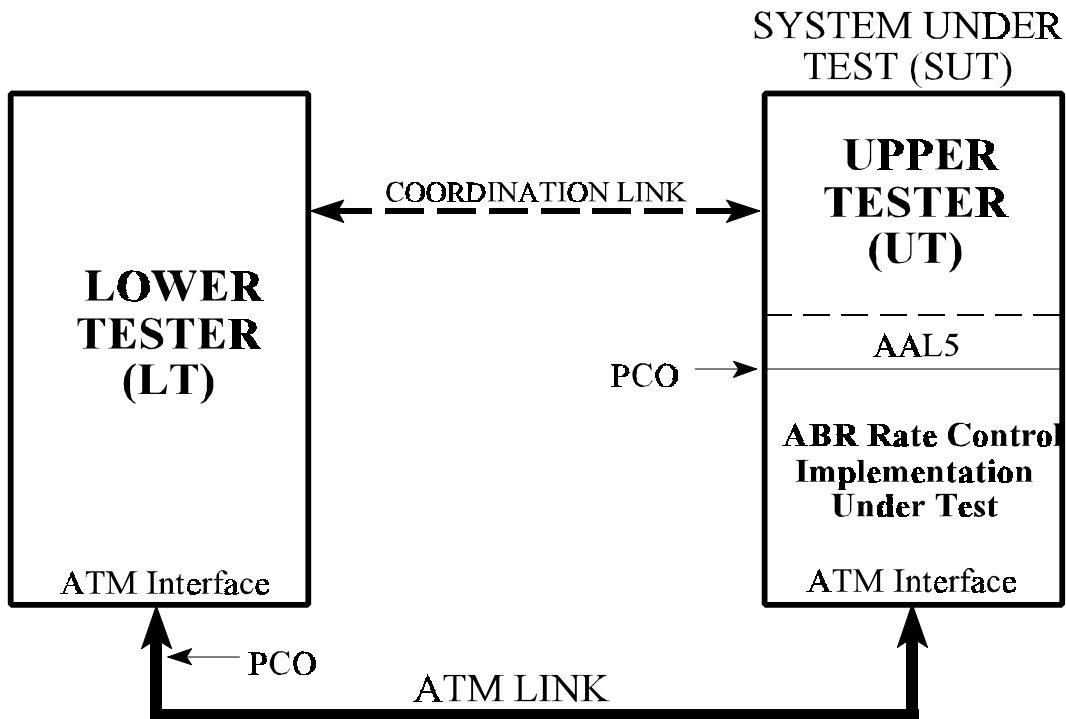 SYSTEM UNDER
TEST (SUT)
UPPER
TESTER
(UT)
COORDINATION LINK
LOWER
TESTER
(LT)
AAL5
PCO
ABR Rate Control
Implementation
Under Test
ATM Interface
ATM Interface
PCO
ATM LINK